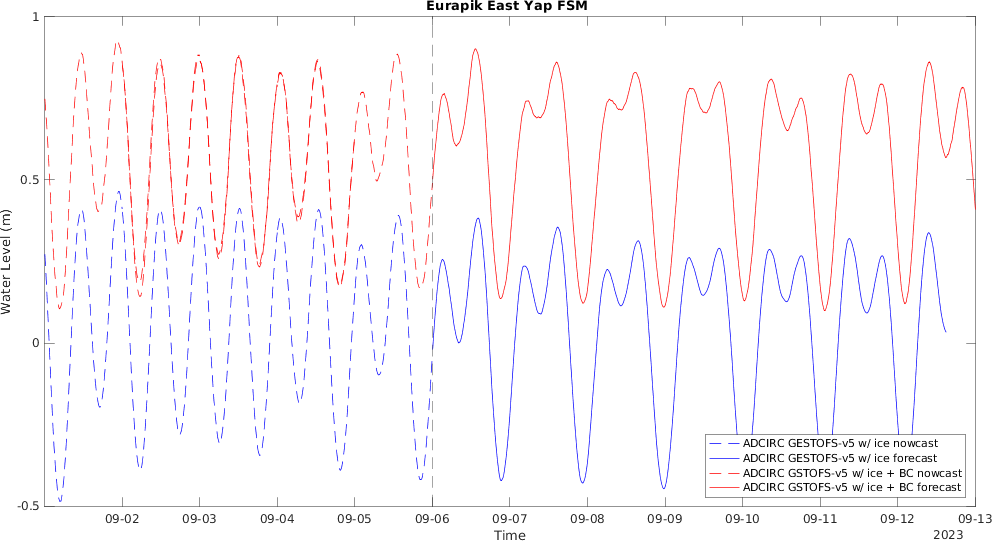 Eurapik East Yap FSM
Water Level (m)
1
0.5
0
-0.5
ADCIRC GESTOFS-v5 w/ ice nowcast
ADCIRC GESTOFS-v5 w/ ice forecast
ADCIRC GSTOFS-v5 w/ ice + BC nowcast
ADCIRC GSTOFS-v5 w/ ice + BC forecast
09-02 09-03 09-04 09-05 09-06 09-07 09-08 09-09 09-10 09-11 09-12 09-13
Time
2023